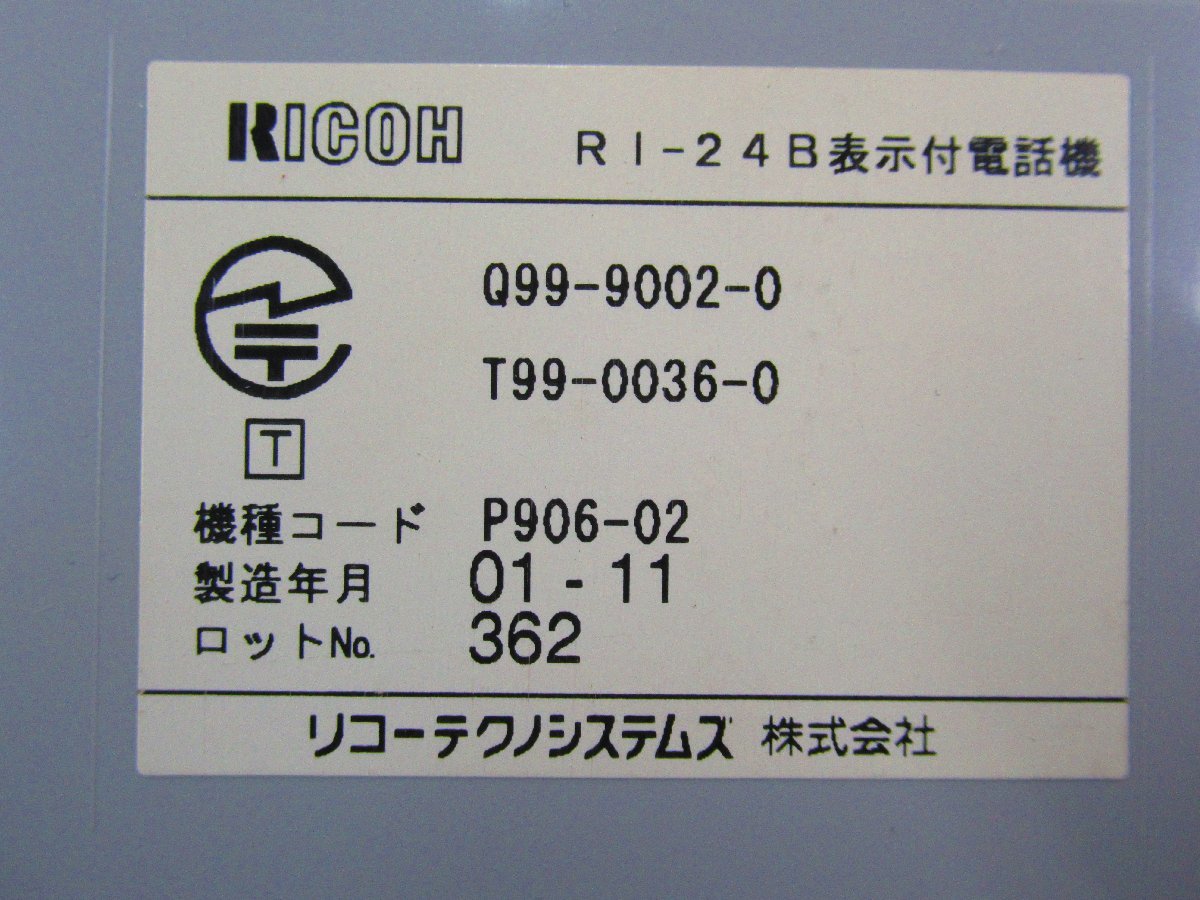 RICOH RI-24B表示付電話機
Q99-9002-0
T99-0036-0
T
機種コード P906-02
製造年月 01-11
ロットNo. 362
リコーテクノシステムズ 株式会社